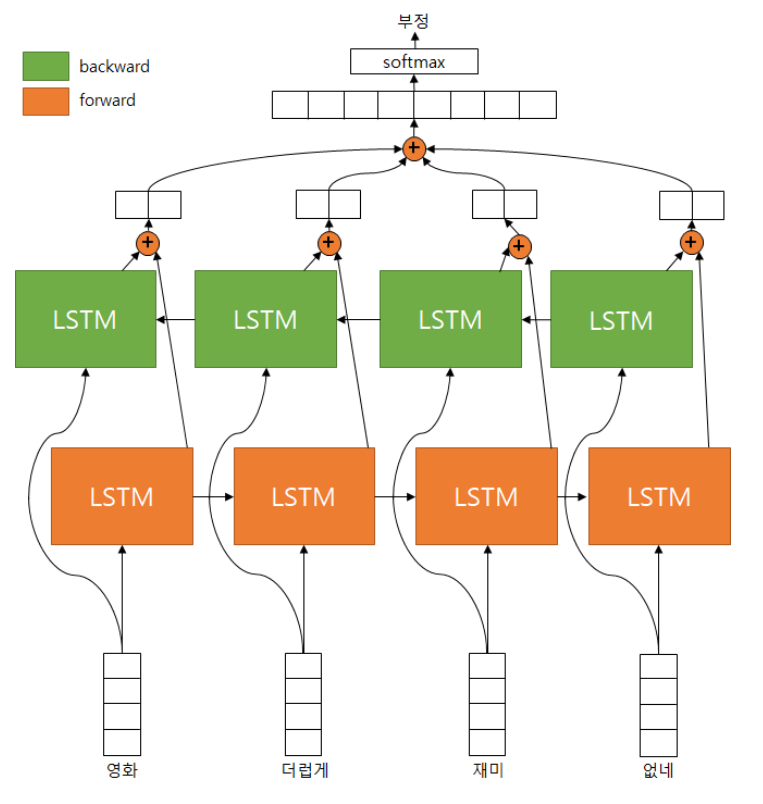 부정
softmax
backward
forward
+
+ + + +
LSTM LSTM LSTM LSTM
LSTM LSTM LSTM LSTM
영화 더럽게 재미 없네